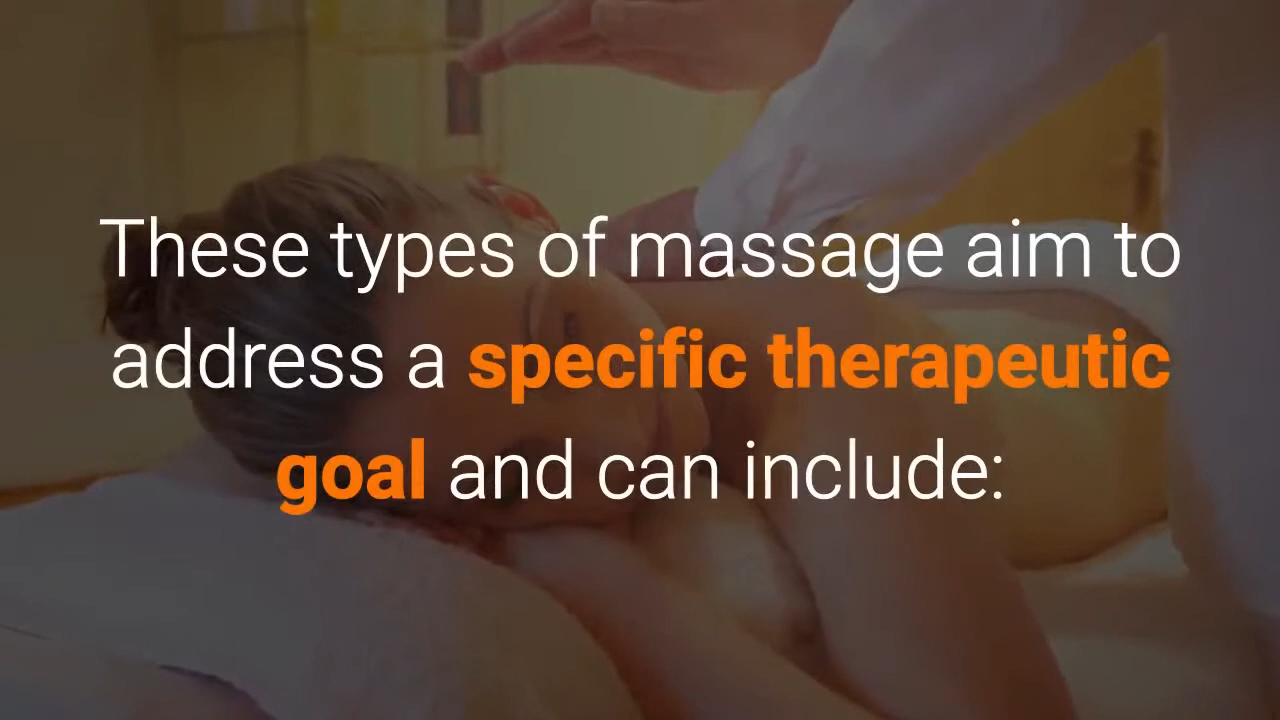 These types of massage aim to
address a specific therapeutic
goal and can include: